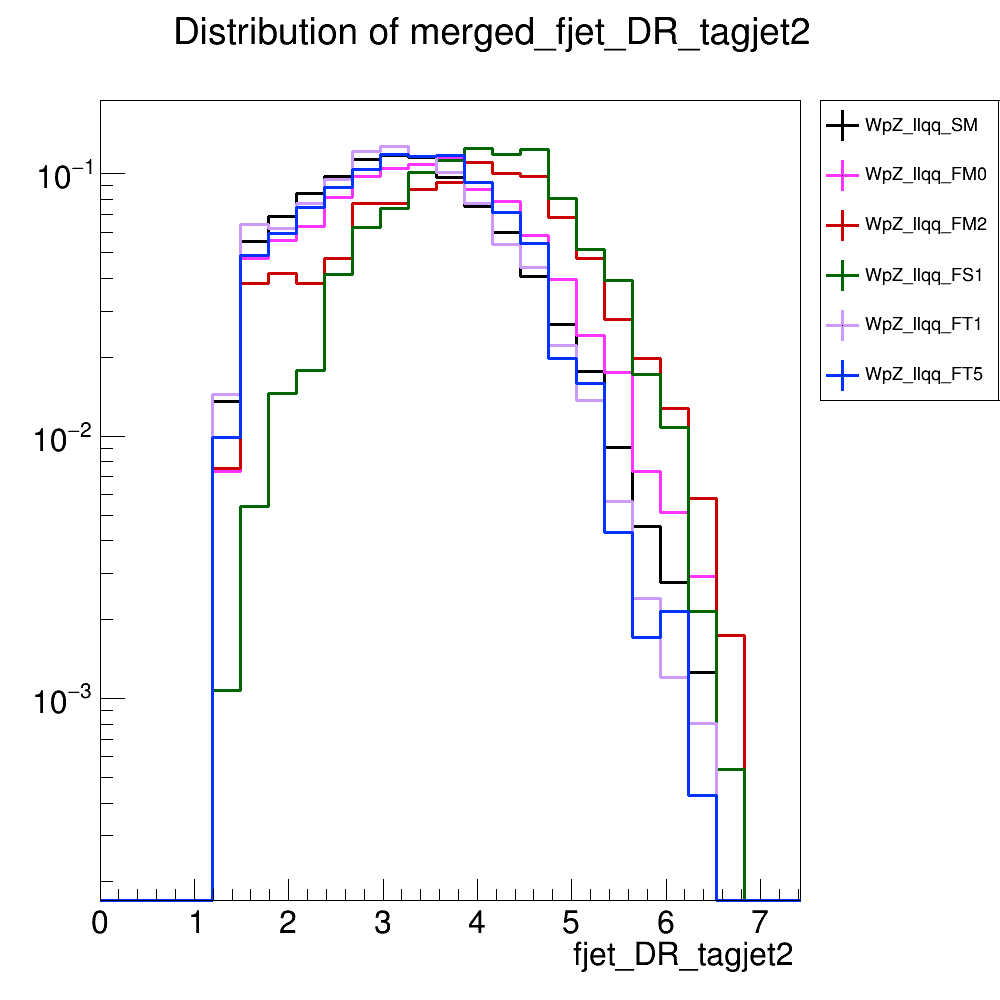 Distribution of merged_fjet_DR_tagjet2
WpZ_llqq_SM
WpZ_llqq_FM0
WpZ_llqq_FM2
WpZ_llqq_FS1
WpZ_llqq_FT1
WpZ_llqq_FT5
10−1
10−2
10−3
0 1 2 3 4 5 6 7
fjet_DR_tagjet2